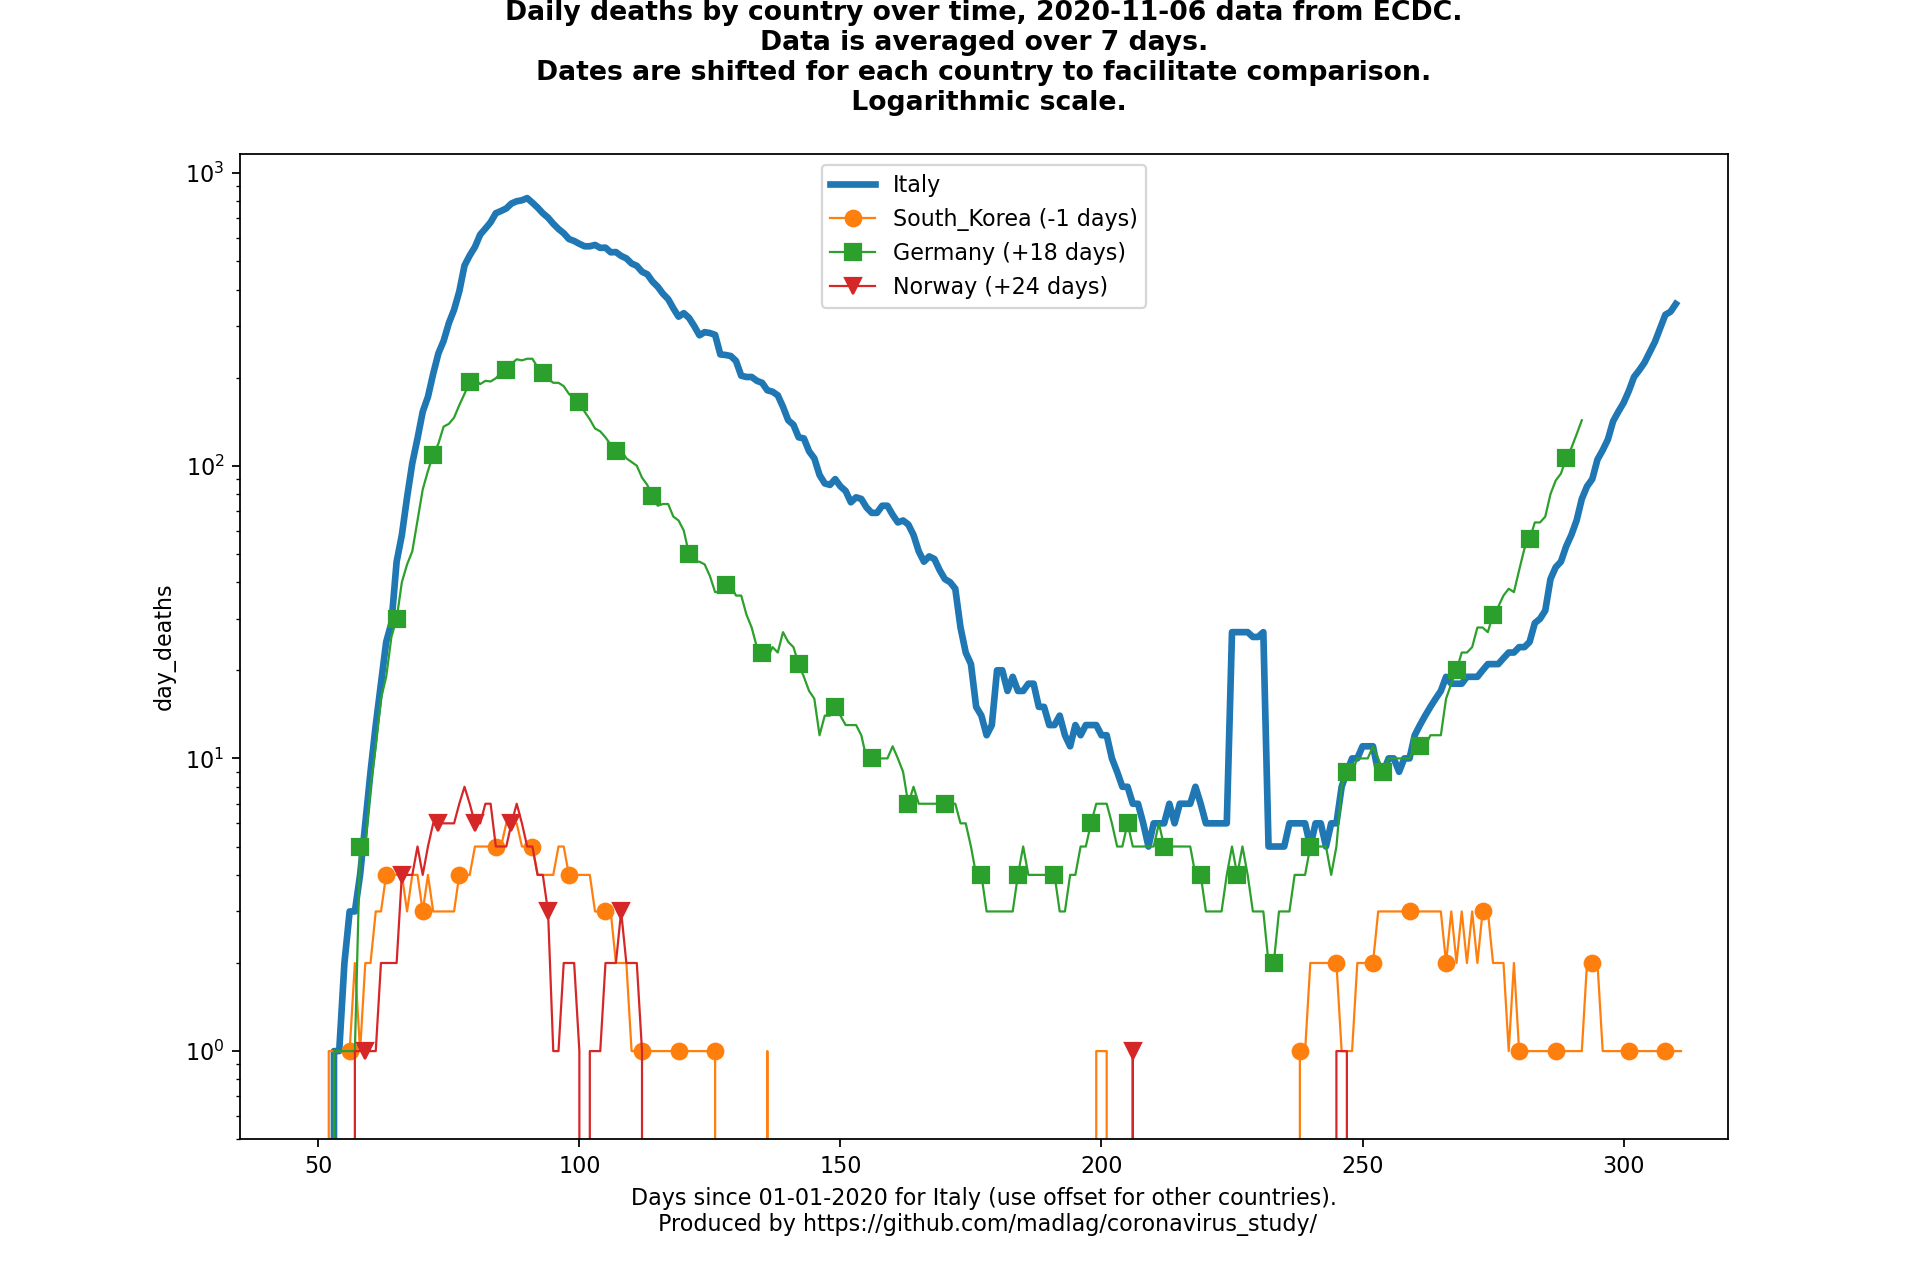 Daily deaths by country over time, 2020-11-06 data from ECDC.
Data is averaged over 7 days.
Dates are shifted for each country to facilitate comparison.
Logarithmic scale.
10³
10²
10¹
10⁰
day_deaths
Italy
South_Korea (-1 days)
Germany (+18 days)
Norway (+24 days)
50 100 150 200 250 300
Days since 01-01-2020 for Italy (use offset for other countries).
Produced by https://github.com/madlag/coronavirus_study/